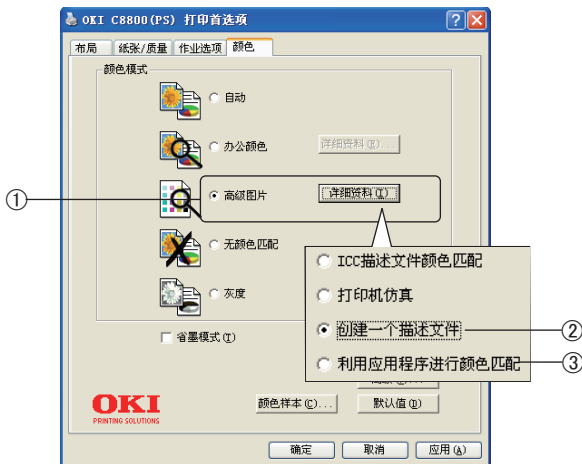 OKI C8800(PS) 打印首选项
布局 纸张/质量 作业选项 颜色
颜色模式
自动
办公颜色 详细资料(E)...
① 高级图片 详细资料(I)
无颜色匹配
灰度
ICC描述文件颜色匹配
打印机仿真
创建一个描述文件 ②
利用应用程序进行颜色匹配 ③
省墨模式(T)
OKI
PRINTING SOLUTIONS
颜色样本(C)... 默认值(D)
确定 取消 应用(A)